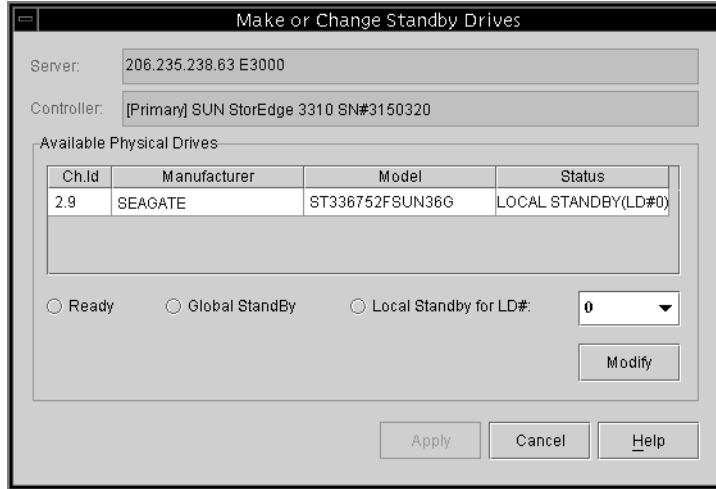 Make or Change Standby Drives
Server: 206.235.238.63 E3000
Controller: [Primary] SUN StorEdge 3310 SN#3150320
Available Physical Drives
Ch.Id Manufacturer Model Status
2.9 SEAGATE ST336752FSUN36G LOCAL STANDBY(LD#0)
Ready Global StandBy Local Standby for LD#: 0
Modify
Apply Cancel Help